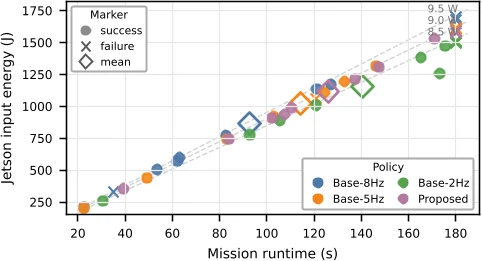 1750
1500
1250
1000
750
500
250
Jetson input energy (J)
Marker
success
failure
mean
9.5 W
9.0 W
8.5 W
Policy
Base-8Hz
Base-2Hz
Base-5Hz
Proposed
20
40
60
80
100
120
140
160
180
Mission runtime (s)